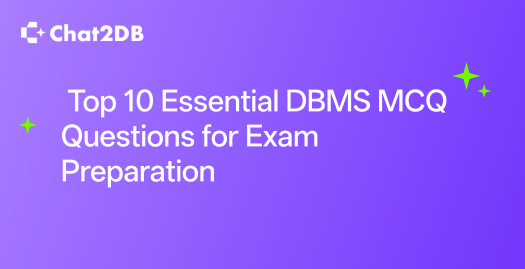 Chat2DB
Top 10 Essential DBMS MCQ
Questions for Exam
Preparation